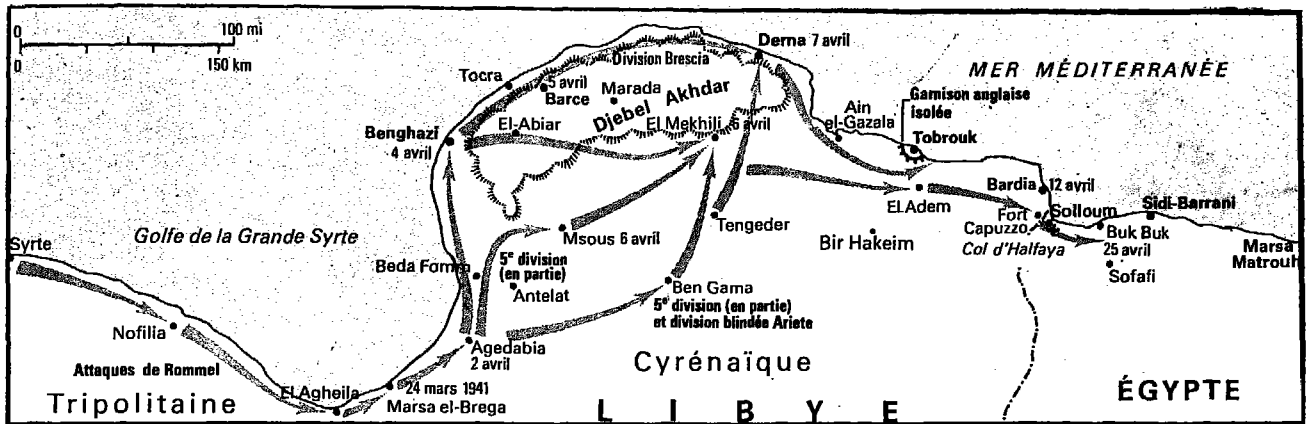 0 100 mi
0 150 km
Derna 7 avril
MER MÉDITERRANÉE
Division Brescia
Tocra
5 avril
Barce
Marada
Djebel Akhdar
Garnison anglaise
isolée
Ain
el-Gazala
Tobrouk
El-Abiar
El Mekhili 6 avril
Benghazi
4 avril
Bardia 12 avril
El Adem
Tengeder
Fort
Capuzzo
Solloum
Sidi-Barrani
Buk Buk
25 avril
Col d'Halfaya
Sofafi
Marsa
Matrouh
Bir Hakeim
Golfe de la Grande Syrte
Syrte
Msous 6 avril
Beda Fomm
5e division
(en partie)
Antelat
Ben Gama
5e division (en partie)
et division blindée Ariete
Nofilia
Agedabia
2 avril
Cyrénaïque
Attaques de Rommel
El Agheila
24 mars 1941
Marsa el-Brega
Tripolitaine
LIBYE
ÉGYPTE